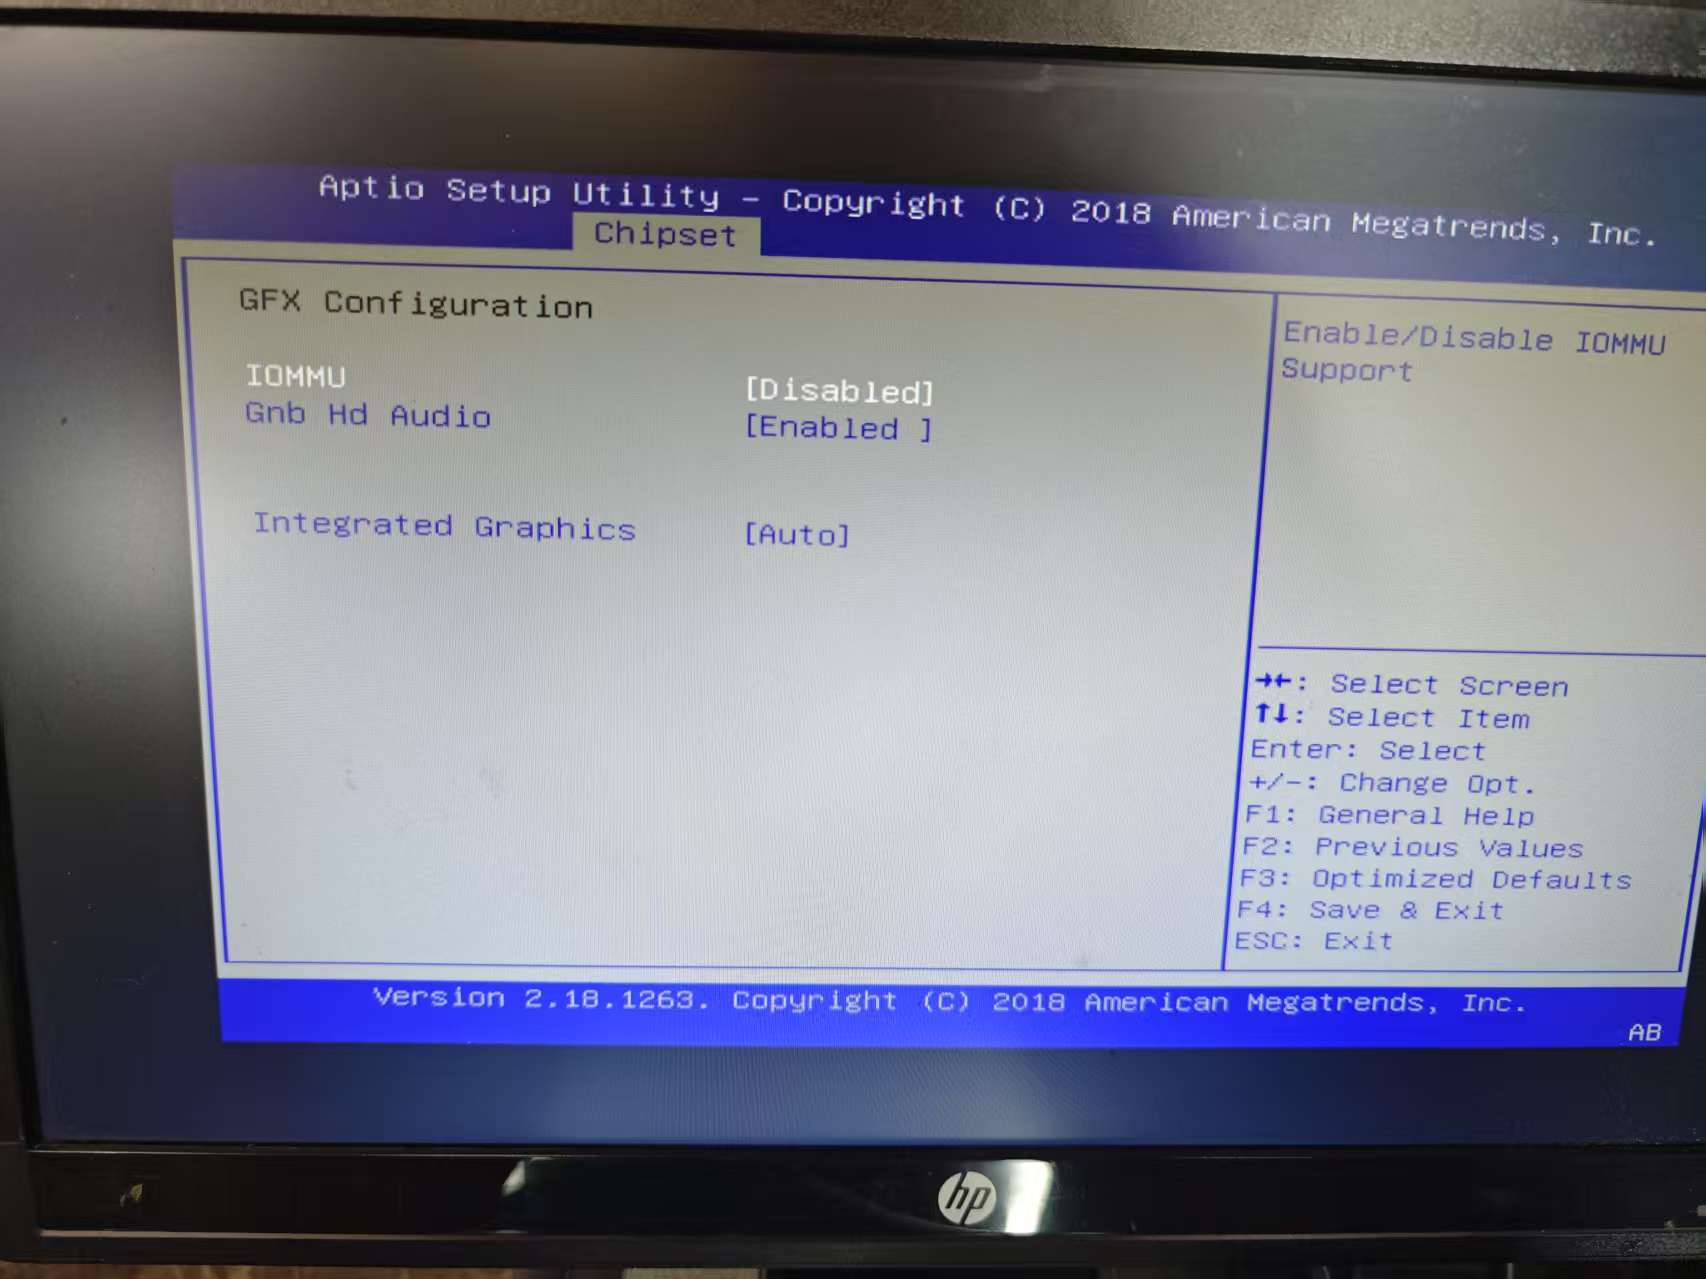 Aptio Setup Utility – Copyright (C) 2018 American Megatrends, Inc.
Chipset
GFX Configuration
IOMMU [Disabled]
Gnb Hd Audio [Enabled ]
Integrated Graphics [Auto]
Enable/Disable IOMMU
Support
→←: Select Screen
↑↓: Select Item
Enter: Select
+/-: Change Opt.
F1: General Help
F2: Previous Values
F3: Optimized Defaults
F4: Save & Exit
ESC: Exit
Version 2.18.1263. Copyright (C) 2018 American Megatrends, Inc.
AB
hp